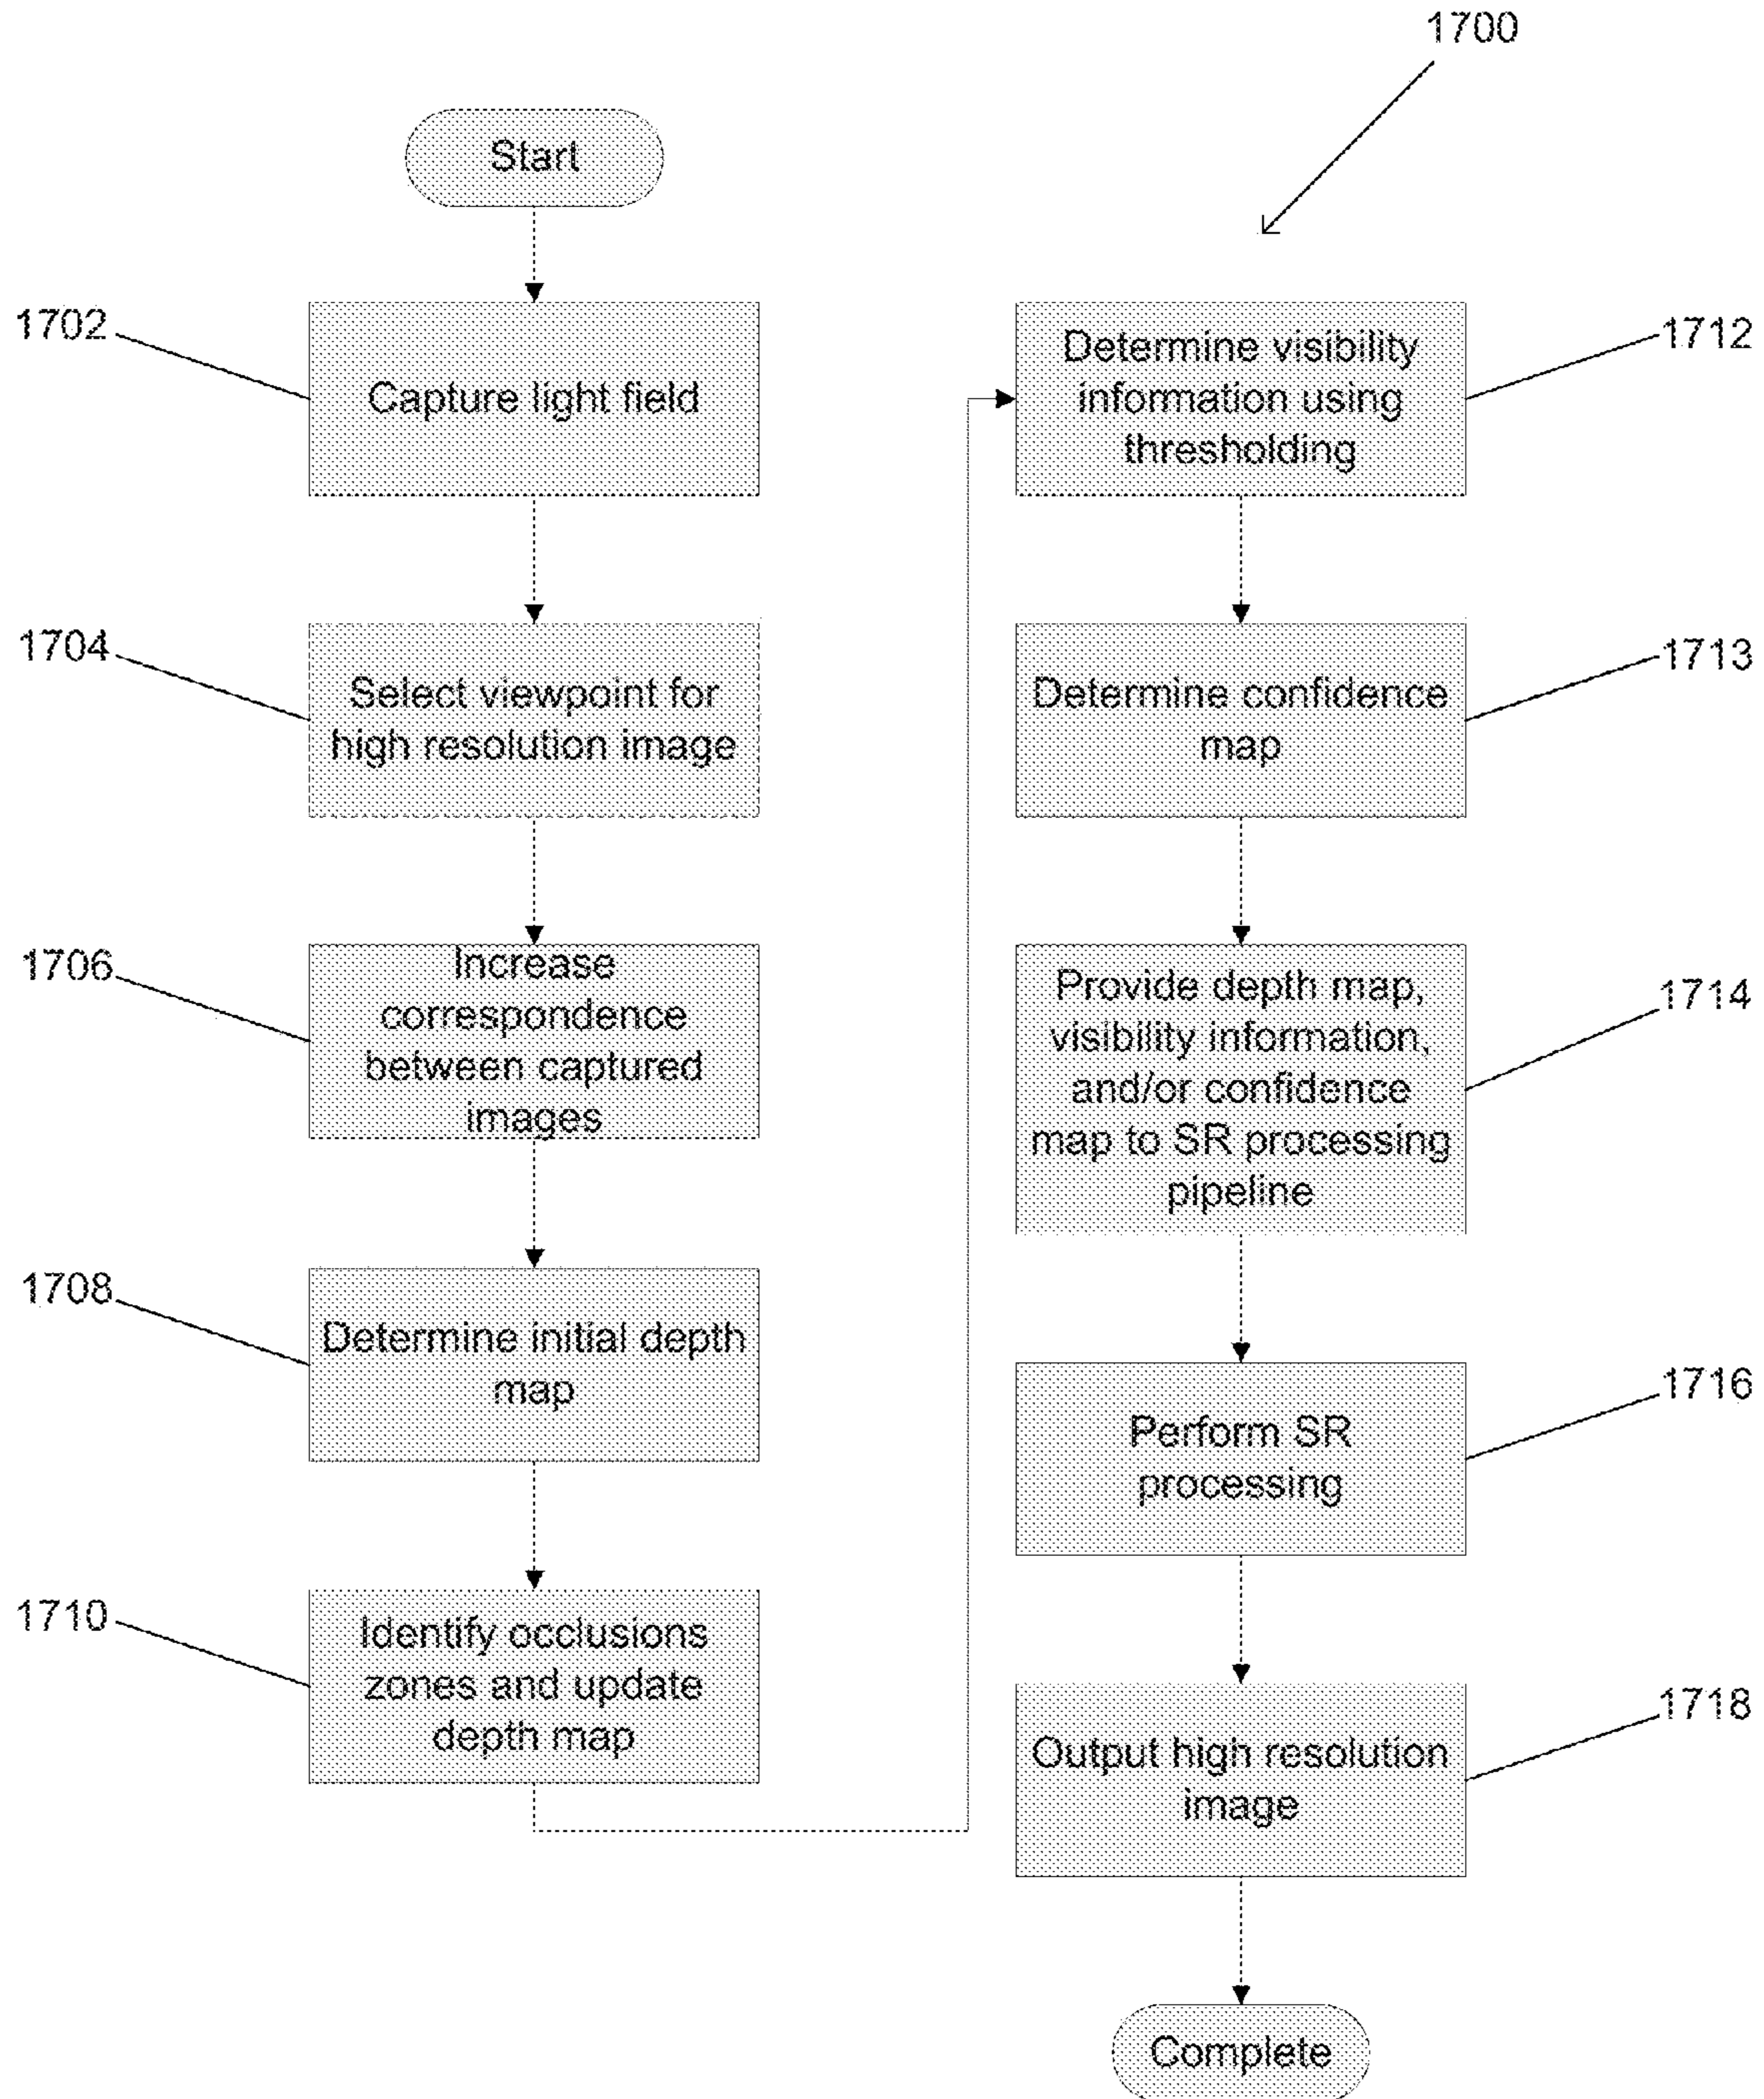 1700
Start
1702
Capture light field
1704
Select viewpoint for
high resolution image
1706
Increase
correspondence
between captured
images
1708
Determine initial depth
map
1710
Identify occlusions
zones and update
depth map
1712
Determine visibility
information using
thresholding
1713
Determine confidence
map
1714
Provide depth map,
visibility information,
and/or confidence
map to SR processing
pipeline
1716
Perform SR
processing
1718
Output high resolution
image
Complete